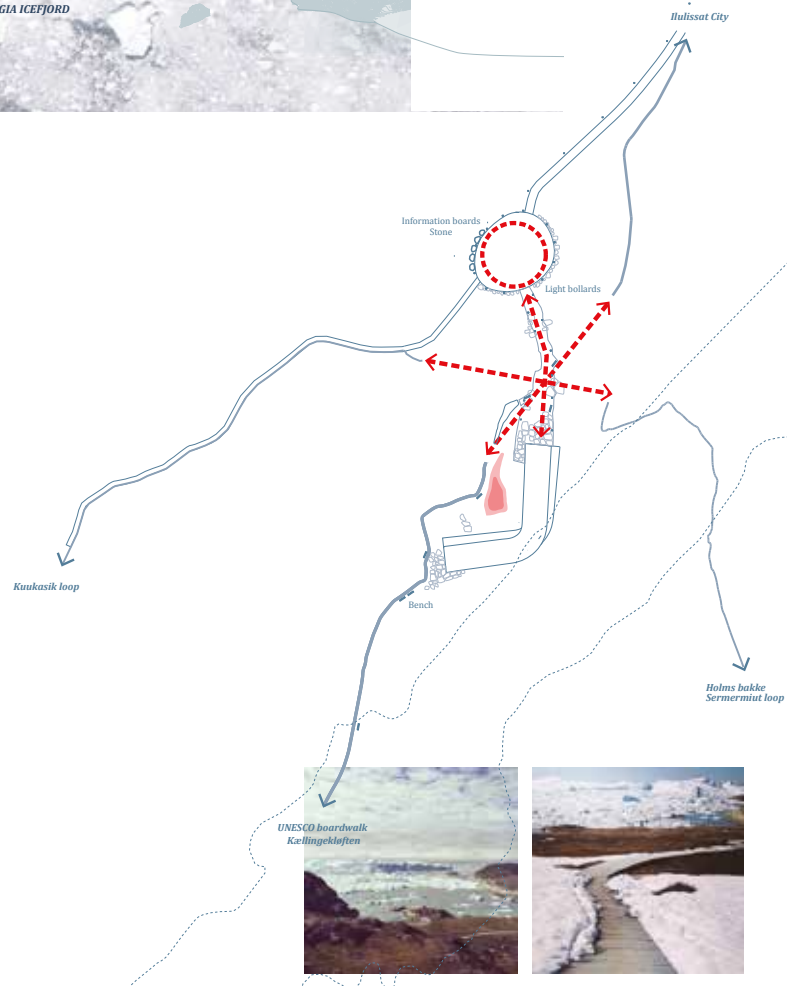 GIA ICEFJORD
Ilulissat City
Information boards
Stone
Light bollards
Kuukasik loop
Bench
Holms bakke
Sermermiut loop
UNESCO boardwalk
Kællingekløften